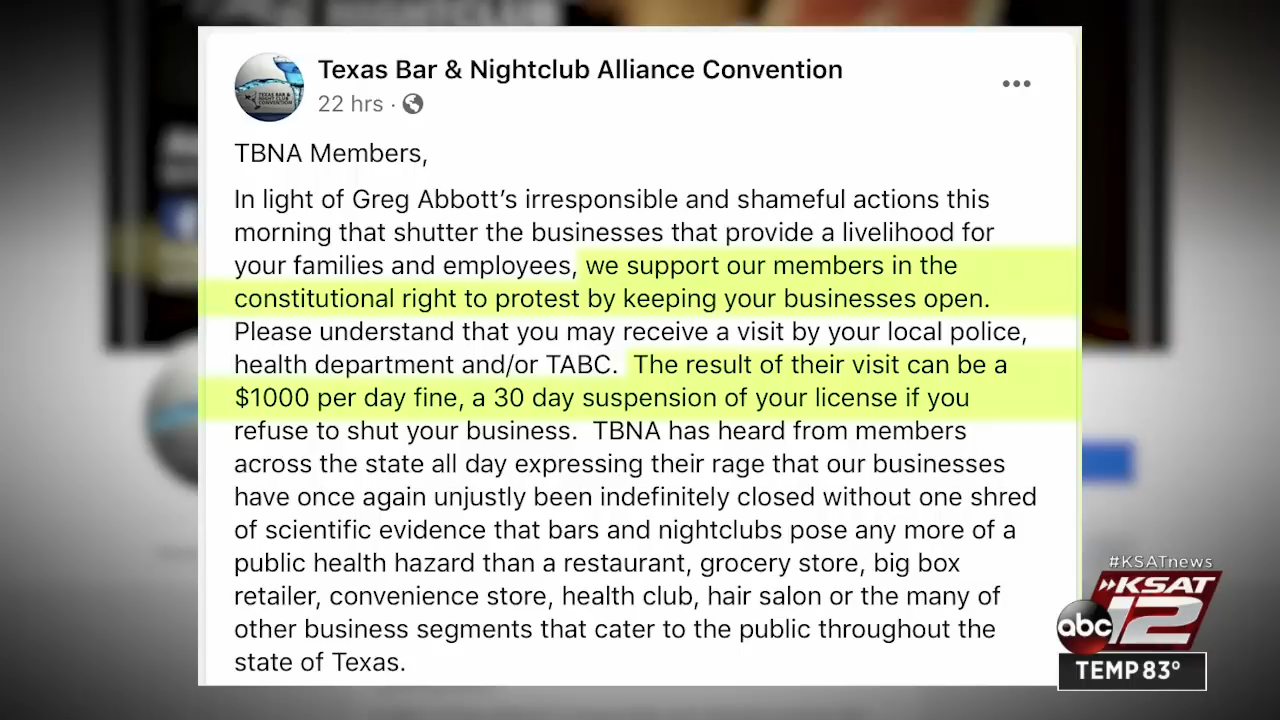 Texas Bar & Nightclub Alliance Convention
22 hrs ·
TBNA Members,
In light of Greg Abbott's irresponsible and shameful actions this
morning that shutter the businesses that provide a livelihood for
your families and employees, we support our members in the
constitutional right to protest by keeping your businesses open.
Please understand that you may receive a visit by your local police,
health department and/or TABC.  The result of their visit can be a
$1000 per day fine, a 30 day suspension of your license if you
refuse to shut your business.  TBNA has heard from members
across the state all day expressing their rage that our businesses
have once again unjustly been indefinitely closed without one shred
of scientific evidence that bars and nightclubs pose any more of a
public health hazard than a restaurant, grocery store, big box
retailer, convenience store, health club, hair salon or the many of
other business segments that cater to the public throughout the
state of Texas.
#KSATnews
KSAT
abc 12
TEMP 83°